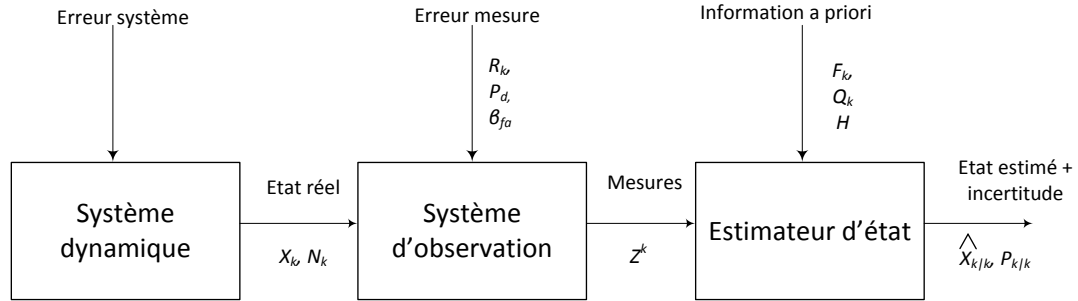 Erreur système
Erreur mesure
Information a priori
R_k,
P_d,
β_fa
F_k,
Q_k
H
Système
dynamique
Etat réel
X_k, N_k
Système
d'observation
Mesures
Z^k
Estimateur d'état
Etat estimé +
incertitude
X̂_k|k, P_k|k